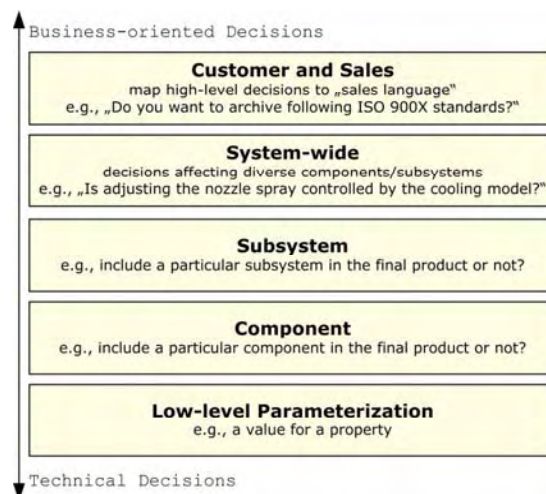 Business-oriented Decisions
Customer and Sales
map high-level decisions to „sales language“
e.g., „Do you want to archive following ISO 900X standards?“
System-wide
decisions affecting diverse components/subsystems
e.g., „Is adjusting the nozzle spray controlled by the cooling model?“
Subsystem
e.g., include a particular subsystem in the final product or not?
Component
e.g., include a particular component in the final product or not?
Low-level Parameterization
e.g., a value for a property
Technical Decisions